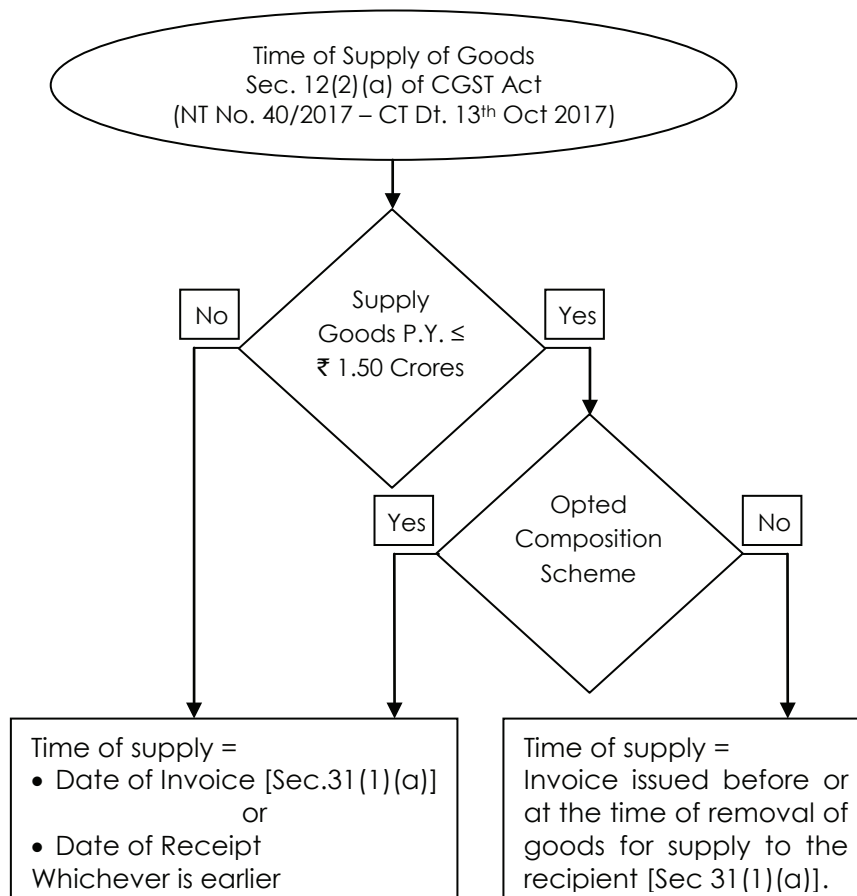 Time of Supply of Goods
Sec. 12(2)(a) of CGST Act
(NT No. 40/2017 – CT Dt. 13th Oct 2017)
Supply
Goods P.Y. ≤
₹ 1.50 Crores
No
Yes
Opted
Composition
Scheme
Yes
No
Time of supply =
• Date of Invoice [Sec.31(1)(a)]
or
• Date of Receipt
Whichever is earlier
Time of supply =
Invoice issued before or
at the time of removal of
goods for supply to the
recipient [Sec 31(1)(a)].